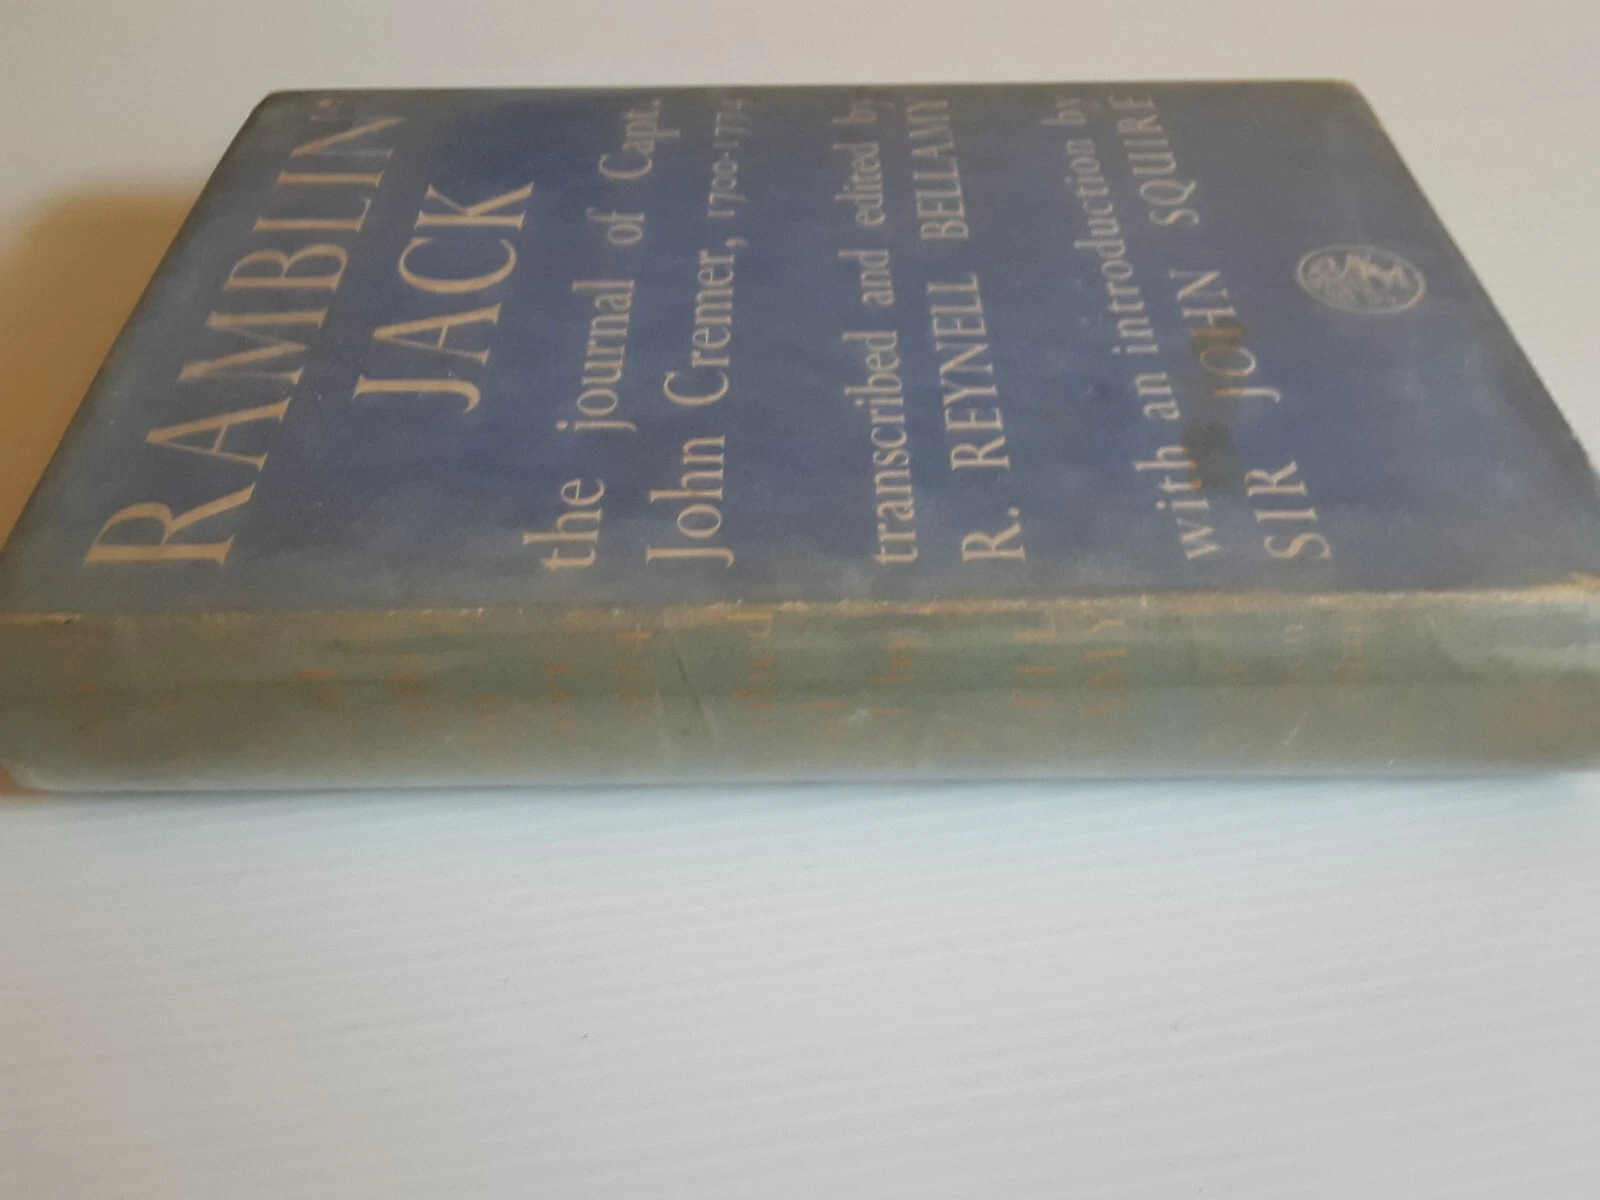 RAMBLIN'
JACK
the journal of Capt.
John Cremer, 1700-1774
transcribed and edited by
R. REYNELL BELLAMY
with an introduction by
SIR JOHN SQUIRE